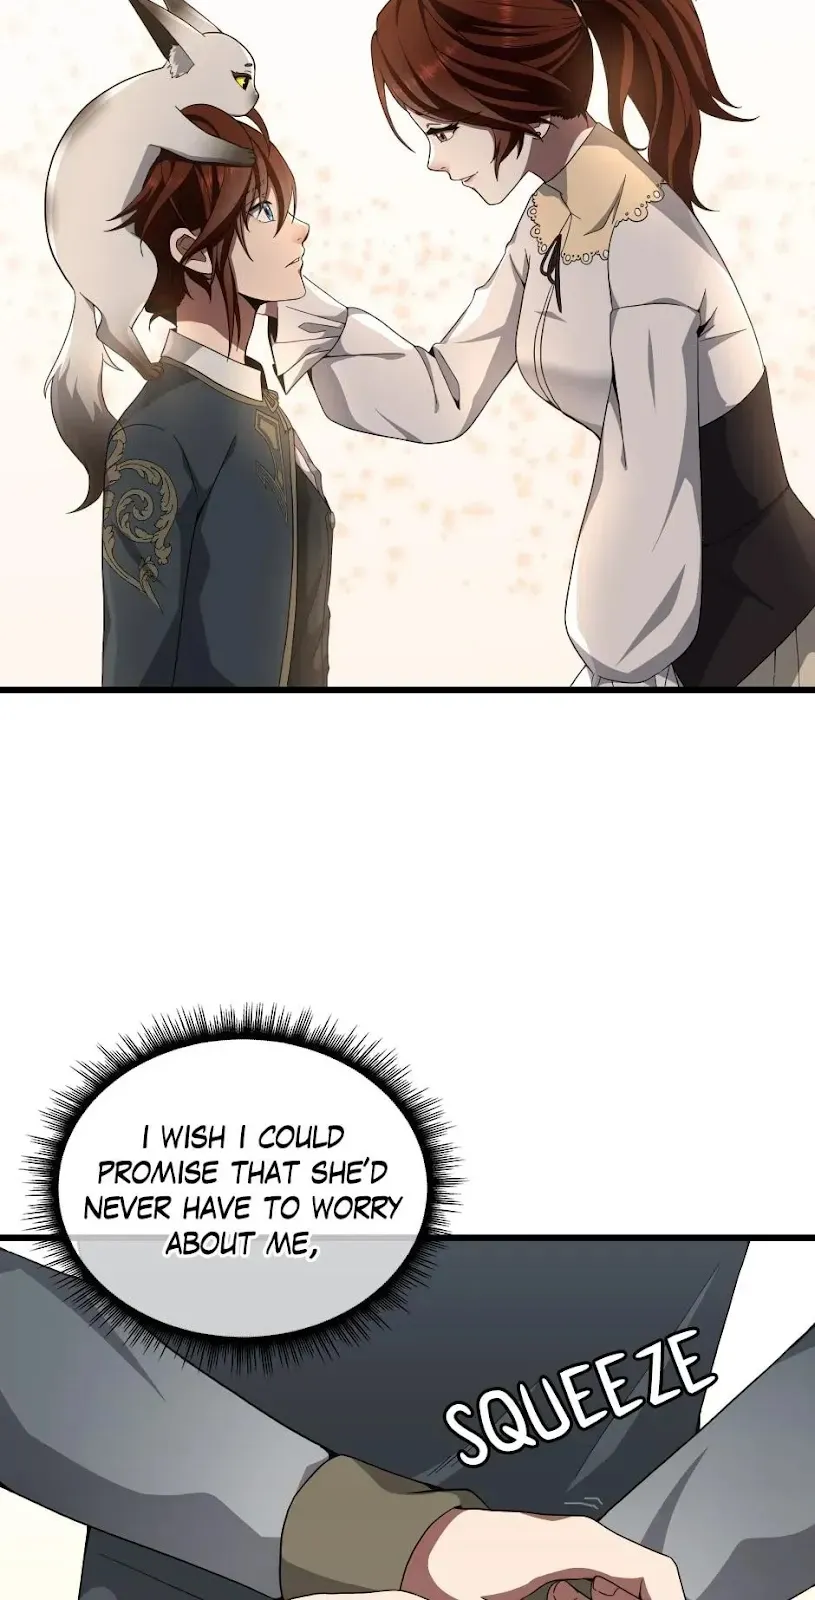 I WISH I COULD
PROMISE THAT SHE'D
NEVER HAVE TO WORRY
ABOUT ME,
SQUEEZE